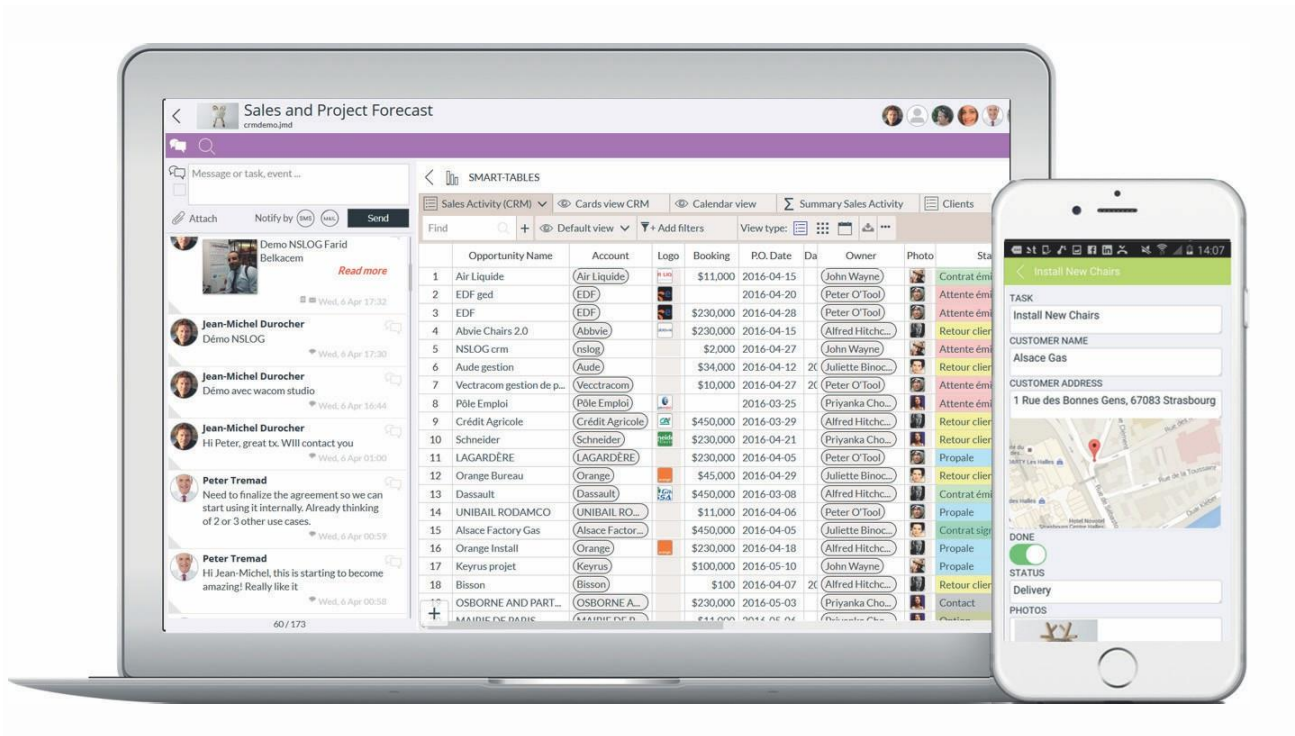 Sales and Project Forecast
crmdemo.jmd
Message or task, event ...
Attach Notify by SMS MAIL Send
Demo NSLOG Farid
Belkacem
Read more
Wed, 6 Apr 17:32
Jean-Michel Durocher
Démo NSLOG
Wed, 6 Apr 17:30
Jean-Michel Durocher
Démo avec wacom studio
Wed, 6 Apr 16:44
Jean-Michel Durocher
Hi Peter, great tx. WIll contact you
Wed, 6 Apr 01:00
Peter Tremad
Need to finalize the agreement so we can
start using it internally. Already thinking
of 2 or 3 other use cases.
Wed, 6 Apr 00:59
Peter Tremad
Hi Jean-Michel, this is starting to become
amazing! Really like it
Wed, 6 Apr 00:58
60/173
SMART-TABLES
Sales Activity (CRM) Cards view CRM Calendar view Σ Summary Sales Activity Clients
Find + Default view + Add filters View type: ...
Opportunity Name Account Logo Booking P.O. Date Da Owner Photo Sta
1 Air Liquide Air Liquide $11,000 2016-04-15 John Wayne Contrat émi
2 EDF ged EDF 2016-04-20 Peter O'Tool Attente émi
3 EDF EDF $230,000 2016-04-28 Peter O'Tool Attente émi
4 Abvie Chairs 2.0 Abbvie $230,000 2016-04-15 Alfred Hitchc... Retour clier
5 NSLOG crm nslog $2,000 2016-04-27 John Wayne Attente émi
6 Aude gestion Aude $34,000 2016-04-12 20 Juliette Binoc... Retour clier
7 Vectracom gestion de p... Vecctracom $10,000 2016-04-27 20 Peter O'Tool Attente émi
8 Pôle Emploi Pôle Emploi 2016-03-25 Priyanka Cho... Attente émi
9 Crédit Agricole Crédit Agricole $450,000 2016-03-29 Alfred Hitchc... Retour clier
10 Schneider Schneider $230,000 2016-04-21 Priyanka Cho... Retour clier
11 LAGARDÈRE LAGARDÈRE $230,000 2016-04-05 Peter O'Tool Propale
12 Orange Bureau Orange $45,000 2016-04-29 Juliette Binoc... Retour clier
13 Dassault Dassault $450,000 2016-03-08 Alfred Hitchc... Contrat émi
14 UNIBAIL RODAMCO UNIBAIL RO... $11,000 2016-04-06 Peter O'Tool Propale
15 Alsace Factory Gas Alsace Factor... $450,000 2016-04-05 Juliette Binoc... Contrat sigr
16 Orange Install Orange $230,000 2016-04-18 Alfred Hitchc... Propale
17 Keyrus projet Keyrus $100,000 2016-05-10 John Wayne Propale
18 Bisson Bisson $100 2016-04-07 20 Alfred Hitchc... Retour clier
OSBORNE AND PART... OSBORNE A... $230,000 2016-05-03 Priyanka Cho... Contact
MAIRIE DE PARIS
+
14:07
Install New Chairs
TASK
Install New Chairs
CUSTOMER NAME
Alsace Gas
CUSTOMER ADDRESS
1 Rue des Bonnes Gens, 67083 Strasbourg
Rue de la Toussaint
Hotel Novotel
Strasbourg Centre Halles
DONE
STATUS
Delivery
PHOTOS